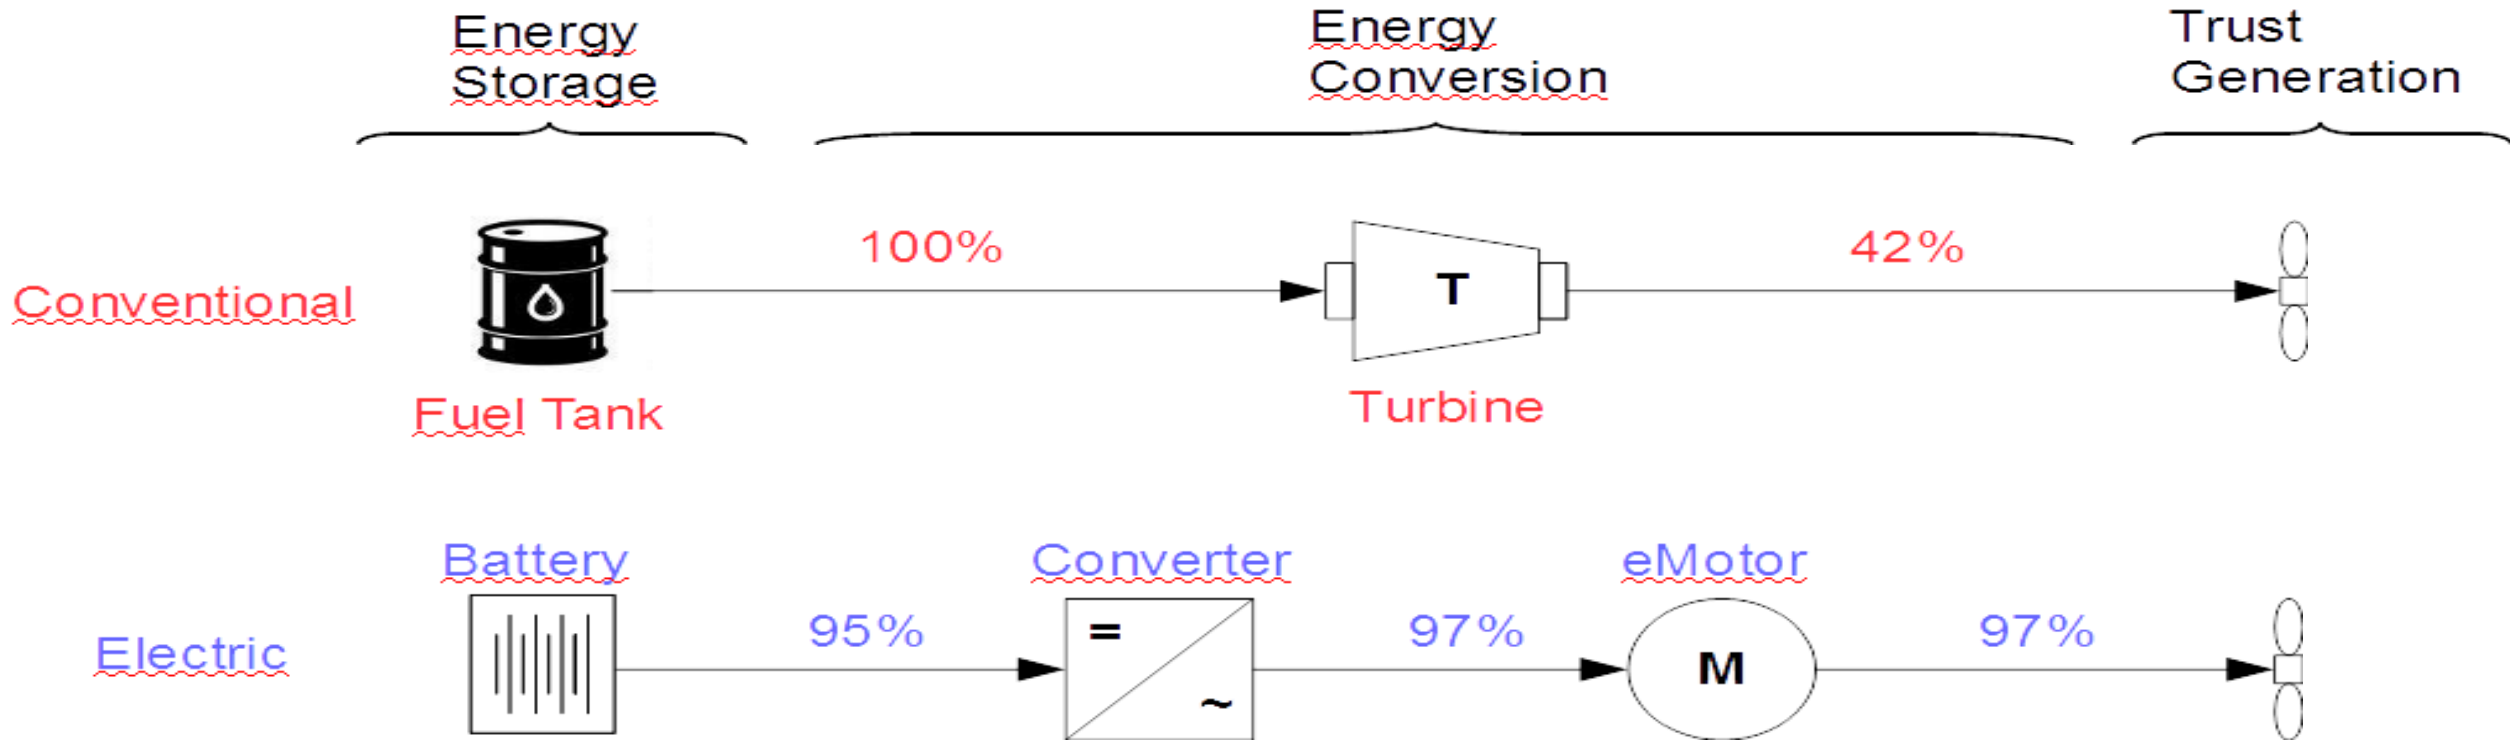 Energy
Storage
Energy
Conversion
Trust
Generation
100%
42%
Conventional
T
Fuel Tank
Turbine
Battery
Converter
eMotor
Electric
95%
=
~
97%
M
97%